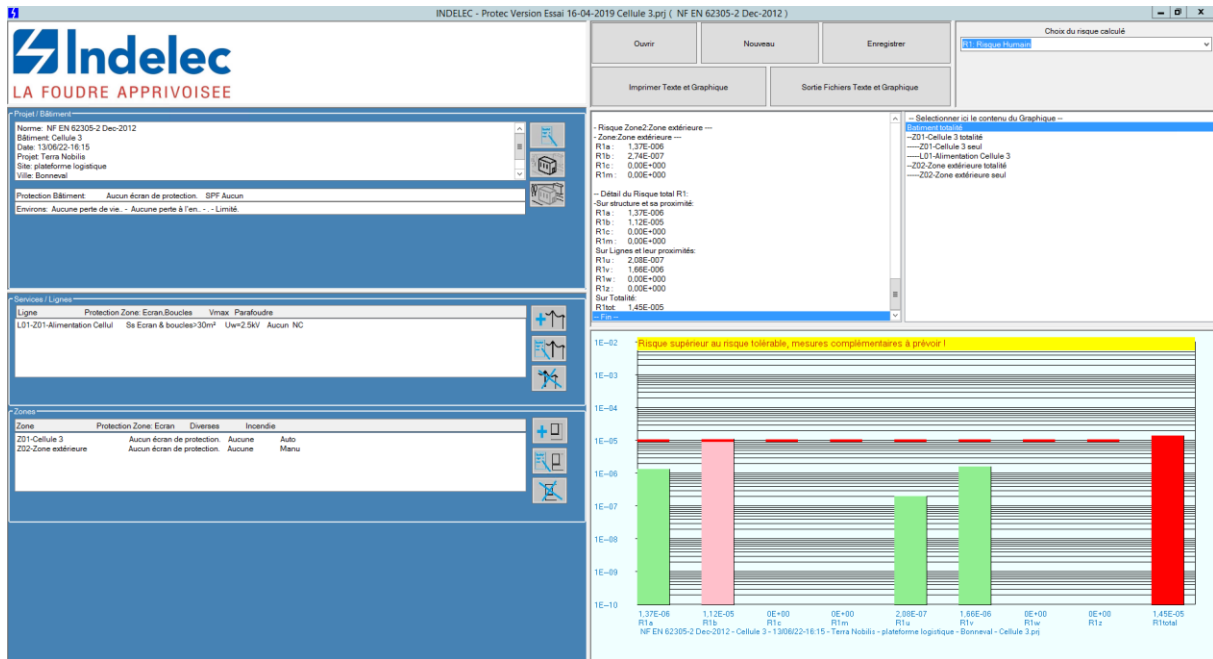 INDELEC - Protec Version Essai 16-04-2019 Cellule 3.prj ( NF EN 62305-2 Dec-2012 )
Indelec
LA FOUDRE APPRIVOISEE
Ouvrir
Nouveau
Enregistrer
Imprimer Texte et Graphique
Sortie Fichiers Texte et Graphique
Choix du risque calculé
R1: Risque Humain
Projet / Bâtiment
Norme: NF EN 62305-2 Dec-2012
Bâtiment: Cellule 3
Date: 13/06/22-16:15
Projet: Terra Nobilis
Site: plateforme logistique
Ville: Bonneval
Protection Bâtiment: Aucun écran de protection. SPF Aucun
Environs: Aucune perte de vie.. - Aucune perte à l'en.. - . - Limité.
Services / Lignes
Ligne Protection Zone: Ecran,Boucles Vmax Parafoudre
L01-Z01-Alimentation Cellul Ss Ecran & boucles>30m² Uw=2.5kV Aucun NC
Zones
Zone Protection Zone: Ecran Diverses Incendie
Z01-Cellule 3 Aucun écran de protection. Aucune Auto
Z02-Zone extérieure Aucun écran de protection. Aucune Manu
- Risque Zone2:Zone extérieure ---
- Zone:Zone extérieure ---
R1a : 1,37E-006
R1b : 2,74E-007
R1c : 0,00E+000
R1m : 0,00E+000
-- Détail du Risque total R1:
-Sur structure et sa proximité:
R1a : 1,37E-006
R1b : 1,12E-005
R1c : 0,00E+000
R1m : 0,00E+000
Sur Lignes et leur proximités:
R1u : 2,08E-007
R1v : 1,66E-006
R1w : 0,00E+000
R1z : 0,00E+000
Sur Totalité:
R1tot: 1,45E-005
-- Fin --
-- Selectionner ici le contenu du Graphique --
Batiment totalité
--Z01-Cellule 3 totalité
----Z01-Cellule 3 seul
-----L01-Alimentation Cellule 3
--Z02-Zone extérieure totalité
----Z02-Zone extérieure seul
Risque supérieur au risque tolérable, mesures complémentaires à prévoir !
1E-02
1E-03
1E-04
1E-05
1E-06
1E-07
1E-08
1E-09
1E-10
1,37E-06 1,12E-05 0E+00 0E+00 2,08E-07 1,66E-06 0E+00 0E+00 1,45E-05
R1a R1b R1c R1m R1u R1v R1w R1z R1total
NF EN 62305-2 Dec-2012 - Cellule 3 - 13/06/22-16:15 - Terra Nobilis - plateforme logistique - Bonneval - Cellule 3.prj